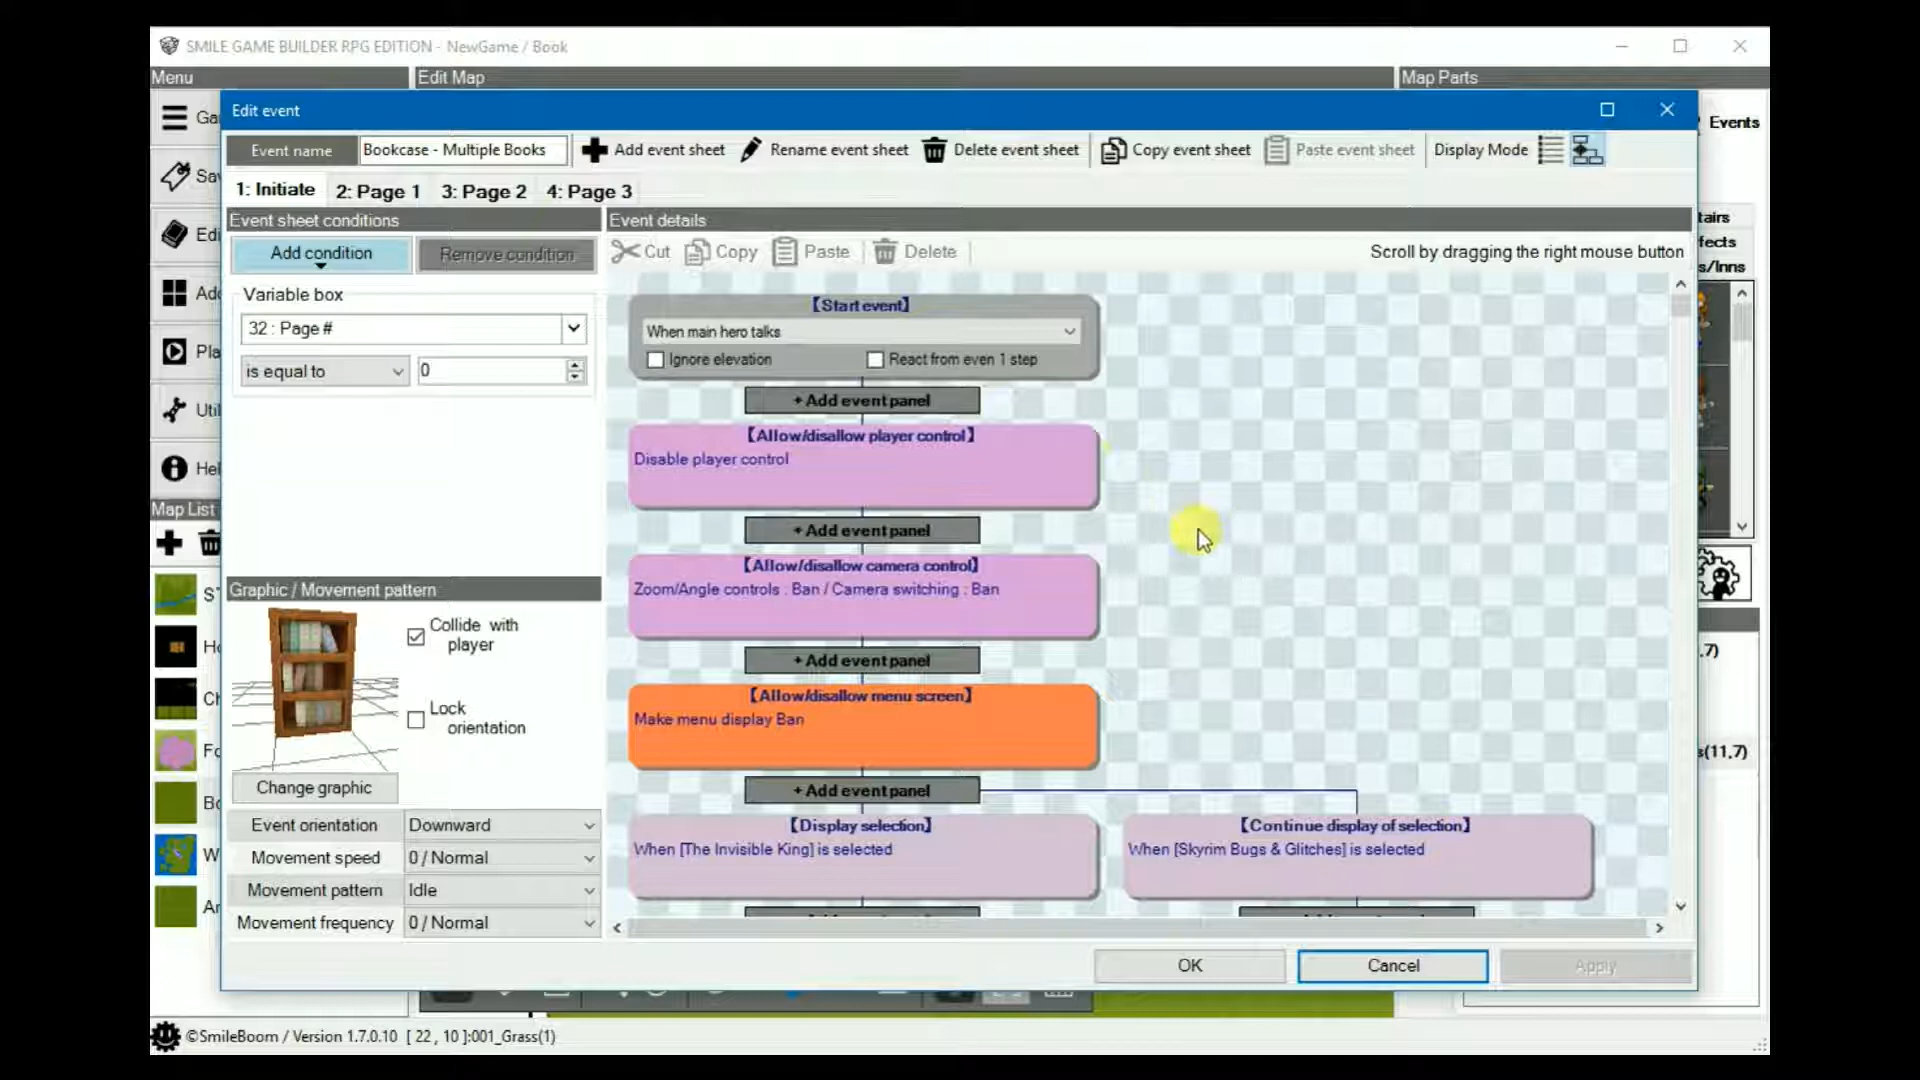 SMILE GAME BUILDER RPG EDITION - NewGame / Book
Menu
Edit Map
Map Parts
Edit event
Events
Event name
Bookcase - Multiple Books
Add event sheet
Rename event sheet
Delete event sheet
Copy event sheet
Paste event sheet
Display Mode
1: Initiate
2: Page 1
3: Page 2
4: Page 3
Event sheet conditions
Event details
Add condition
Remove condition
Cut
Copy
Paste
Delete
Scroll by dragging the right mouse button
Variable box
32 : Page #
is equal to
0
【Start event】
When main hero talks
Ignore elevation
React from even 1 step
+ Add event panel
【Allow/disallow player control】
Disable player control
+ Add event panel
【Allow/disallow camera control】
Zoom/Angle controls : Ban / Camera switching : Ban
+ Add event panel
【Allow/disallow menu screen】
Make menu display Ban
+ Add event panel
【Display selection】
When [The Invisible King] is selected
【Continue display of selection】
When [Skyrim Bugs & Glitches] is selected
Graphic / Movement pattern
Collide with
player
Lock
orientation
Change graphic
Event orientation
Downward
Movement speed
0 / Normal
Movement pattern
Idle
Movement frequency
0 / Normal
OK
Cancel
Apply
Map List
s/Inns
.7)
(11,7)
©SmileBoom / Version 1.7.0.10 [ 22 , 10 ]:001_Grass(1)